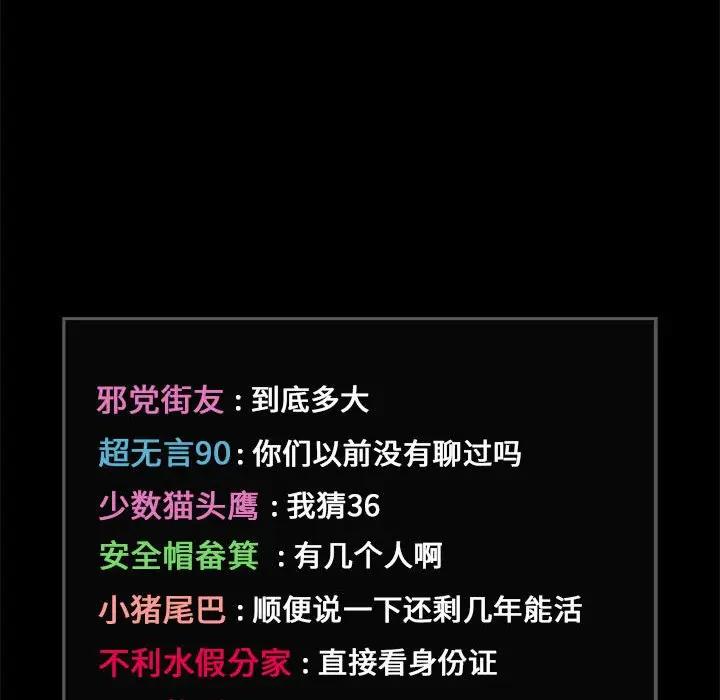 邪党街友：到底多大
超无言90：你们以前没有聊过吗
少数猫头鹰：我猜36
安全帽畚箕：有几个人啊
小猪尾巴：顺便说一下还剩几年能活
不利水假分家：直接看身份证